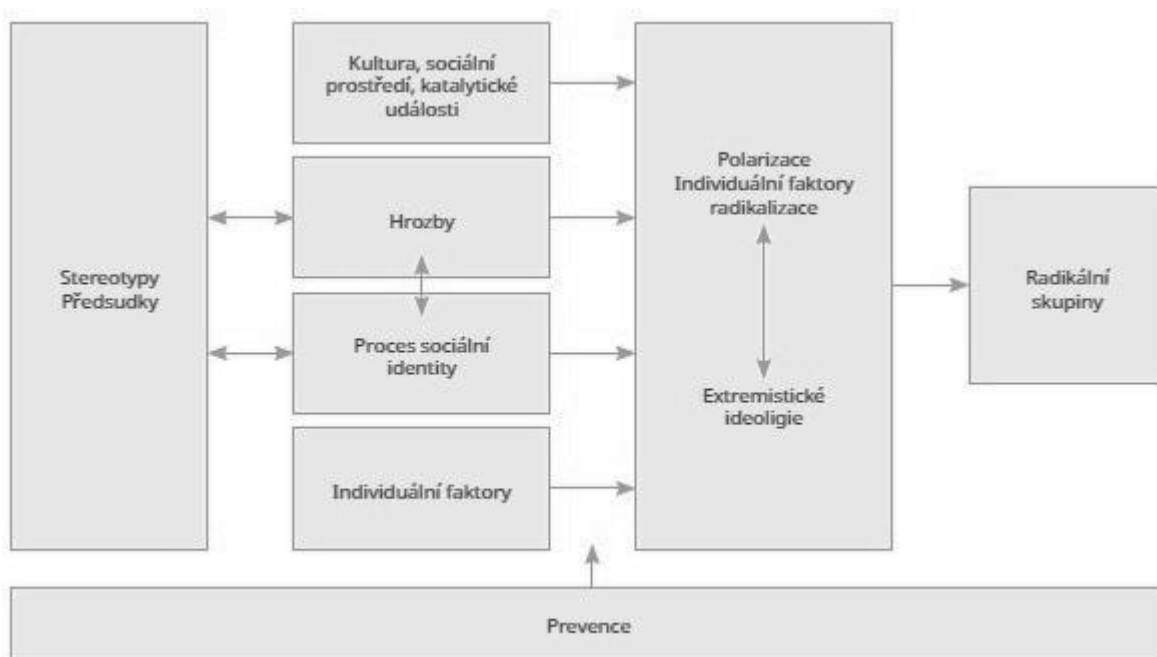 Stereotypy
Předsudky
Kultura, sociální
prostředí, katalytické
události
Hrozby
Proces sociální
identity
Individuální faktory
Polarizace
Individuální faktory
radikalizace
Extremistické
ideoligie
Radikální
skupiny
Prevence